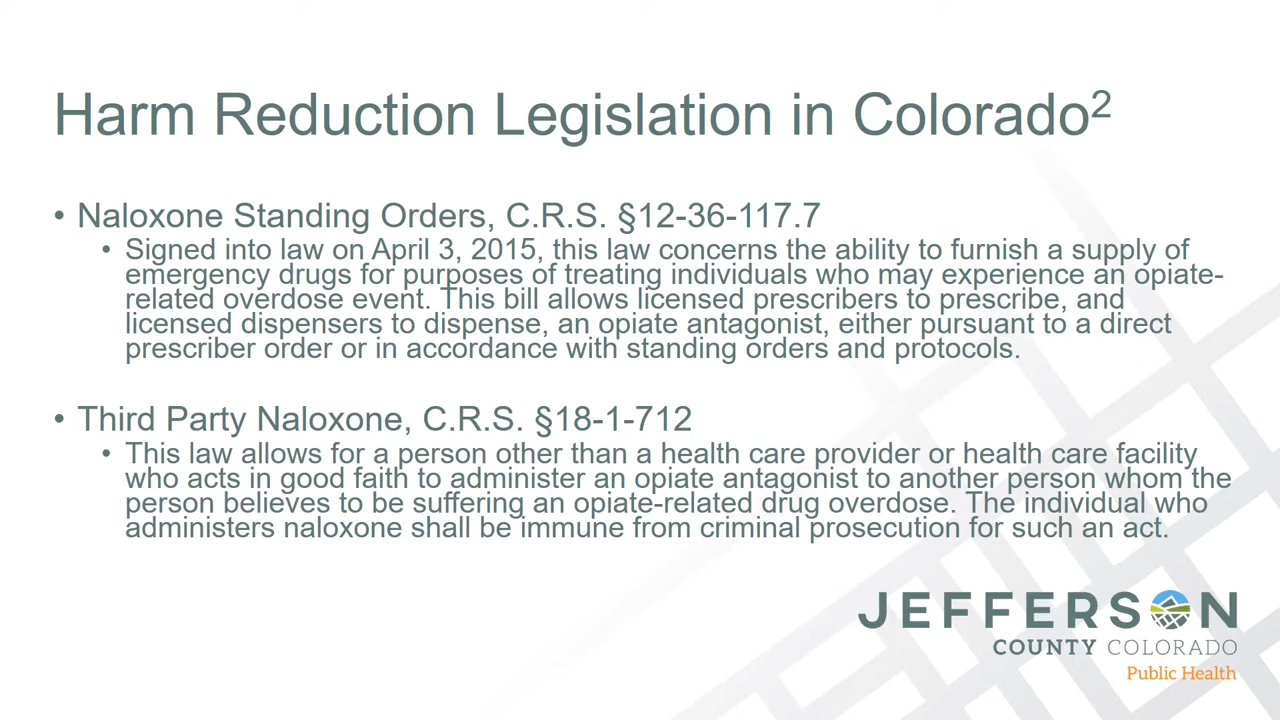 Harm Reduction Legislation in Colorado²
• Naloxone Standing Orders, C.R.S. §12-36-117.7
• Signed into law on April 3, 2015, this law concerns the ability to furnish a supply of
emergency drugs for purposes of treating individuals who may experience an opiate-
related overdose event. This bill allows licensed prescribers to prescribe, and
licensed dispensers to dispense, an opiate antagonist, either pursuant to a direct
prescriber order or in accordance with standing orders and protocols.
• Third Party Naloxone, C.R.S. §18-1-712
• This law allows for a person other than a health care provider or health care facility
who acts in good faith to administer an opiate antagonist to another person whom the
person believes to be suffering an opiate-related drug overdose. The individual who
administers naloxone shall be immune from criminal prosecution for such an act.
JEFFERSON
COUNTY COLORADO
Public Health